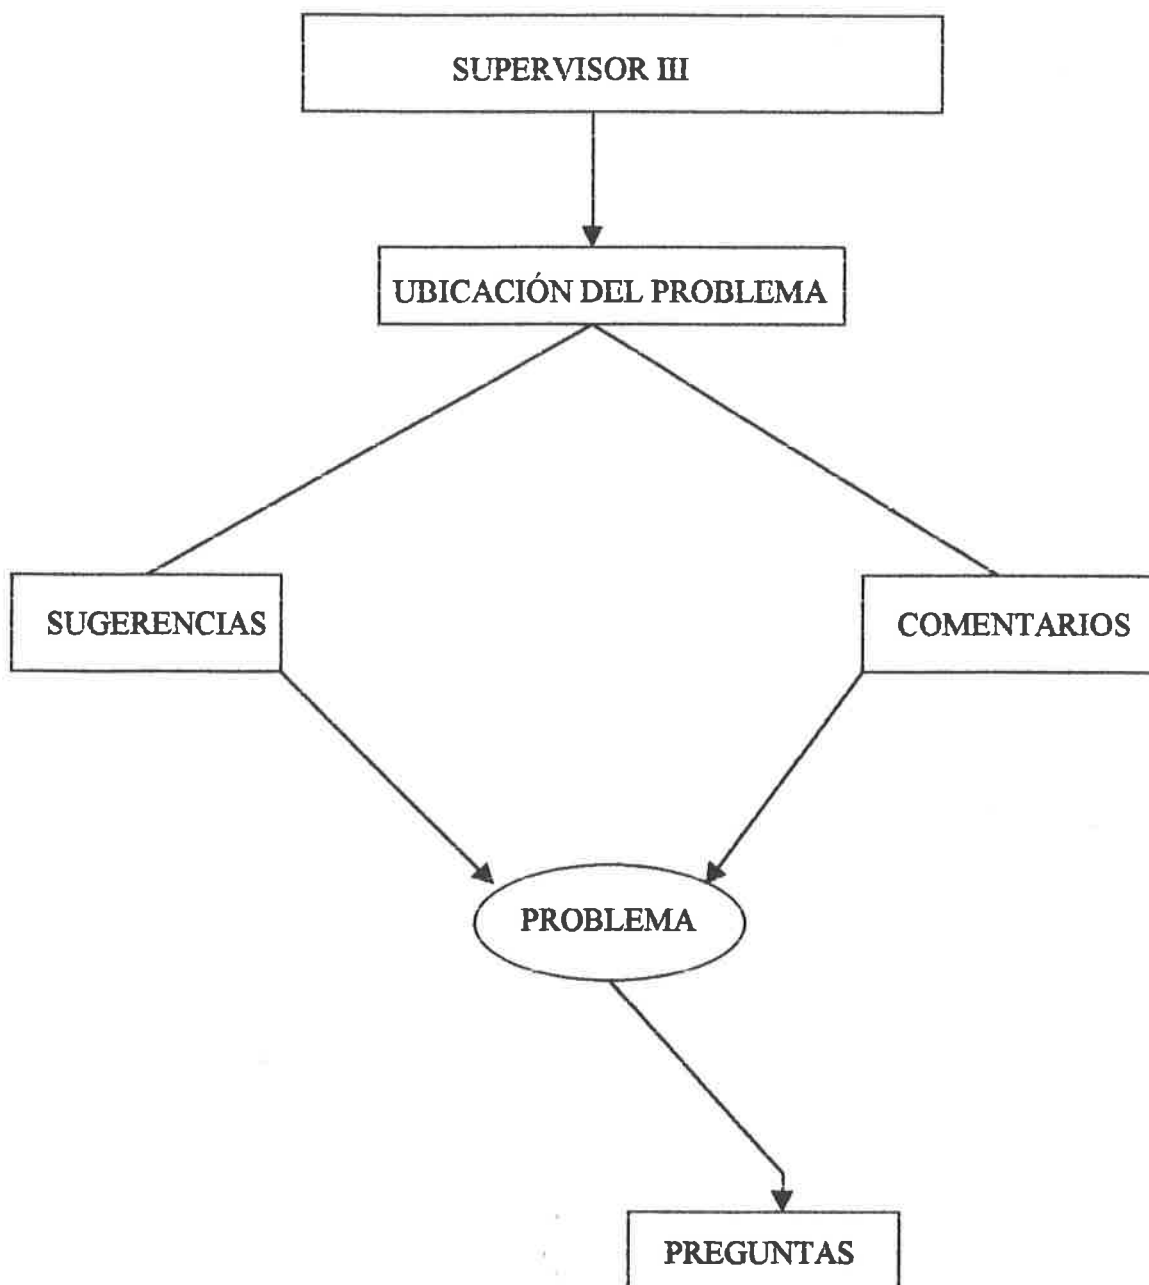 SUPERVISOR III
UBICACIÓN DEL PROBLEMA
SUGERENCIAS
COMENTARIOS
PROBLEMA
PREGUNTAS